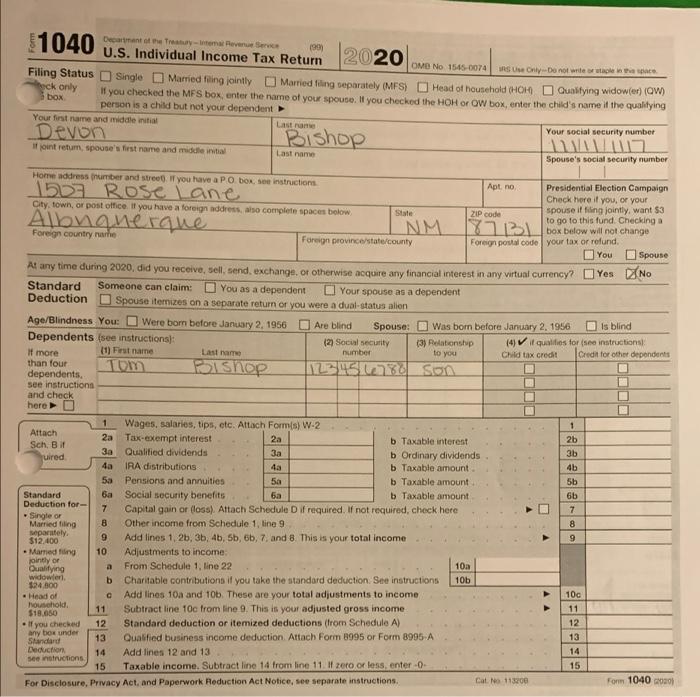 Form 1040 Department of the Treasury—Internal Revenue Service (99) U.S. Individual Income Tax Return 2020 OMB No. 1545-0074 IRS Use Only—Do not write or staple in this space.
Filing Status Single Married filing jointly Married filing separately (MFS) Head of household (HOH) Qualifying widow(er) (QW)
eck only
box.
If you checked the MFS box, enter the name of your spouse. If you checked the HOH or QW box, enter the child's name if the qualifying
person is a child but not your dependent ▶
Your first name and middle initial Last name Your social security number
Devon Bishop
If joint return, spouse's first name and middle initial Last name Spouse's social security number
Home address (number and street). If you have a P.O. box, see instructions. Apt. no.
Rose Lane
City, town, or post office. If you have a foreign address, also complete spaces below. State ZIP code
NM 87131
Foreign country name Foreign province/state/county Foreign postal code
Presidential Election Campaign
Check here if you, or your
spouse if filing jointly, want $3
to go to this fund. Checking a
box below will not change
your tax or refund.
You Spouse
At any time during 2020, did you receive, sell, send, exchange, or otherwise acquire any financial interest in any virtual currency? Yes No
Standard Deduction
Someone can claim: You as a dependent Your spouse as a dependent
Spouse itemizes on a separate return or you were a dual-status alien
Age/Blindness You: Were born before January 2, 1956 Are blind Spouse: Was born before January 2, 1956 Is blind
Dependents (see instructions): (2) Social security number (3) Relationship to you (4) ✔ if qualifies for (see instructions):
(1) First name Last name Child tax credit Credit for other dependents
If more
than four
dependents,
see instructions
and check
here ▶
Tom Bishop son
Attach
Sch. B if
uired.
1 Wages, salaries, tips, etc. Attach Form(s) W-2 1
2a Tax-exempt interest 2a b Taxable interest 2b
3a Qualified dividends 3a b Ordinary dividends 3b
4a IRA distributions 4a b Taxable amount 4b
5a Pensions and annuities 5a b Taxable amount 5b
6a Social security benefits 6a b Taxable amount 6b
7 Capital gain or (loss). Attach Schedule D if required. If not required, check here ▶ 7
8 Other income from Schedule 1, line 9 8
9 Add lines 1, 2b, 3b, 4b, 5b, 6b, 7, and 8. This is your total income ▶ 9
10 Adjustments to income:
a From Schedule 1, line 22 10a
b Charitable contributions if you take the standard deduction. See instructions 10b
c Add lines 10a and 10b. These are your total adjustments to income ▶ 10c
11 Subtract line 10c from line 9. This is your adjusted gross income ▶ 11
12 Standard deduction or itemized deductions (from Schedule A) 12
13 Qualified business income deduction. Attach Form 8995 or Form 8995-A 13
14 Add lines 12 and 13 14
15 Taxable income. Subtract line 14 from line 11. If zero or less, enter -0- 15
Standard
Deduction for—
• Single or
Married filing
separately,
$12,400
• Married filing
jointly or
Qualifying
widow(er),
$24,800
• Head of
household,
$18,650
• If you checked
any box under
Standard
Deduction,
see instructions.
For Disclosure, Privacy Act, and Paperwork Reduction Act Notice, see separate instructions. Cat. No. 11320B Form 1040 (2020)